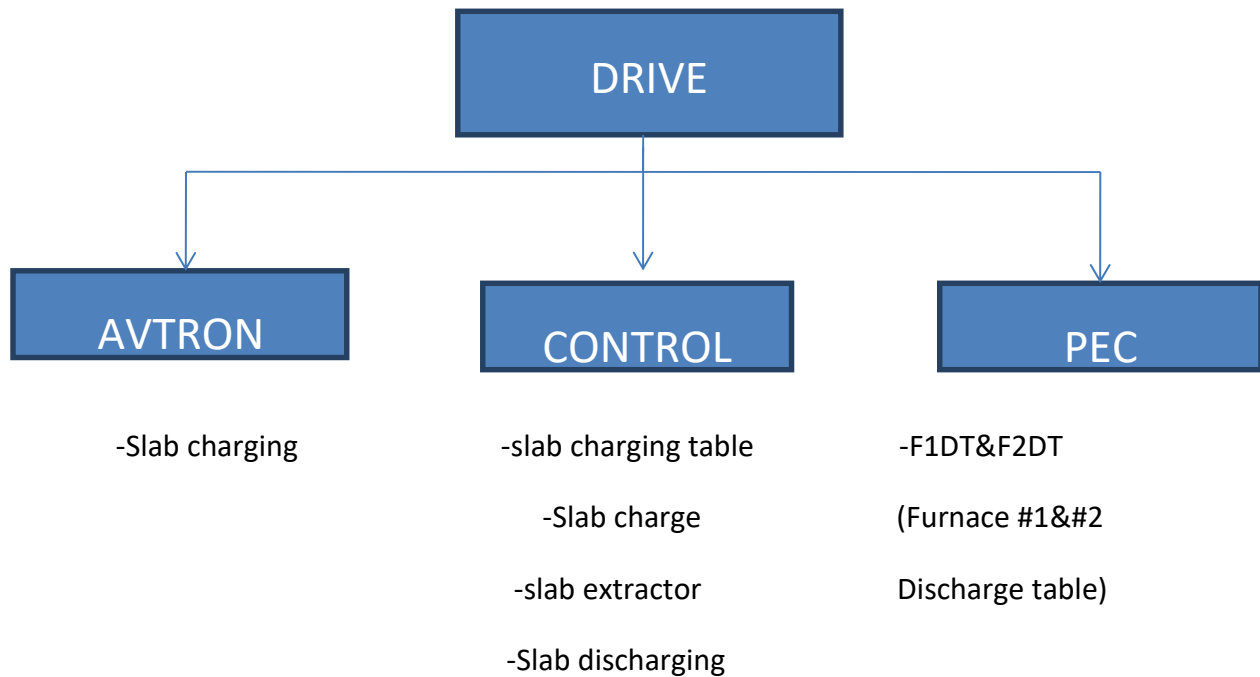 DRIVE
AVTRON
CONTROL
PEC
-Slab charging
-slab charging table
-Slab charge
-slab extractor
-Slab discharging
-F1DT&F2DT
(Furnace #1&#2
Discharge table)